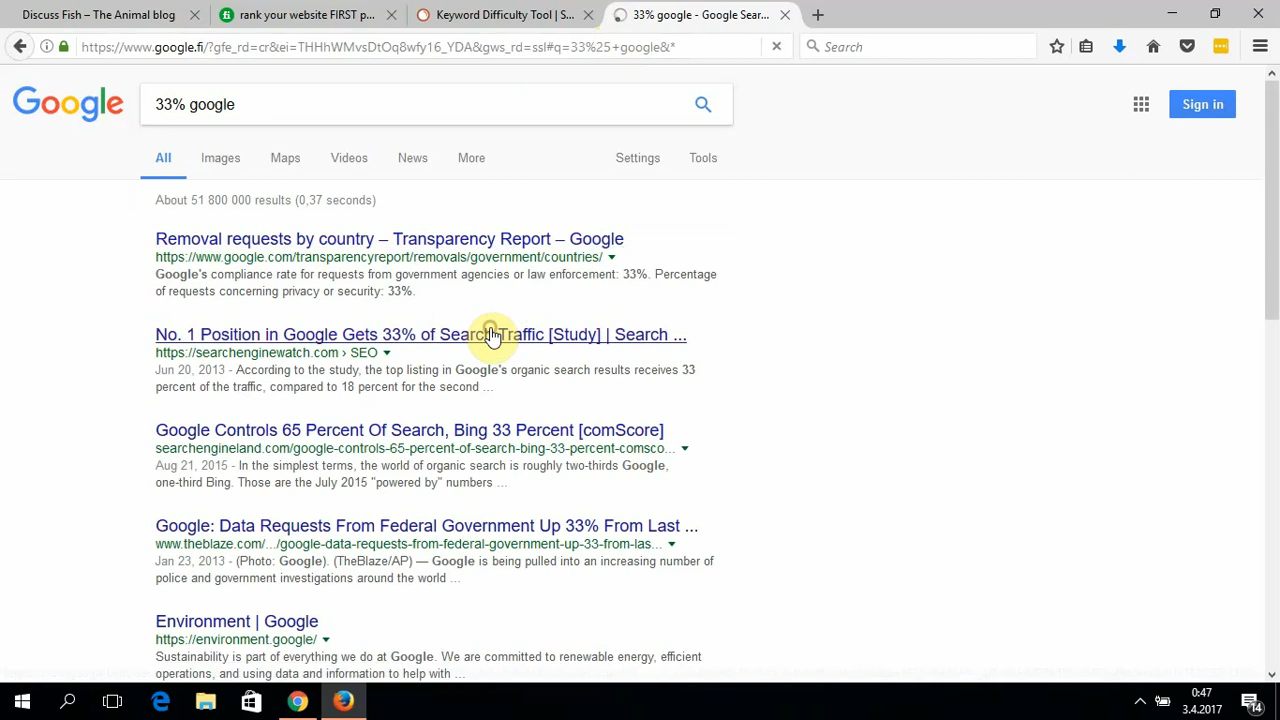 Discuss Fish – The Animal blog
rank your website FIRST p...
Keyword Difficulty Tool | S...
33% google - Google Sear...
https://www.google.fi/?gfe_rd=cr&ei=THHhWMvsDtOq8wfy16_YDA&gws_rd=ssl#q=33%25+google&*
Search
Google
33% google
Sign in
All
Images
Maps
Videos
News
More
Settings
Tools
About 51 800 000 results (0,37 seconds)
Removal requests by country – Transparency Report – Google
https://www.google.com/transparencyreport/removals/government/countries/
Google's compliance rate for requests from government agencies or law enforcement: 33%. Percentage
of requests concerning privacy or security: 33%.
No. 1 Position in Google Gets 33% of Search Traffic [Study] | Search ...
https://searchenginewatch.com › SEO
Jun 20, 2013 - According to the study, the top listing in Google's organic search results receives 33
percent of the traffic, compared to 18 percent for the second ...
Google Controls 65 Percent Of Search, Bing 33 Percent [comScore]
searchengineland.com/google-controls-65-percent-of-search-bing-33-percent-comsco...
Aug 21, 2015 - In the simplest terms, the world of organic search is roughly two-thirds Google,
one-third Bing. Those are the July 2015 "powered by" numbers ...
Google: Data Requests From Federal Government Up 33% From Last ...
www.theblaze.com/.../google-data-requests-from-federal-government-up-33-from-las...
Jan 23, 2013 - (Photo: Google). (TheBlaze/AP) — Google is being pulled into an increasing number of
police and government investigations around the world ...
Environment | Google
https://environment.google/
Sustainability is part of everything we do at Google. We are committed to renewable energy, efficient
operations, and using data and information to help with ...
0:47
3.4.2017
14